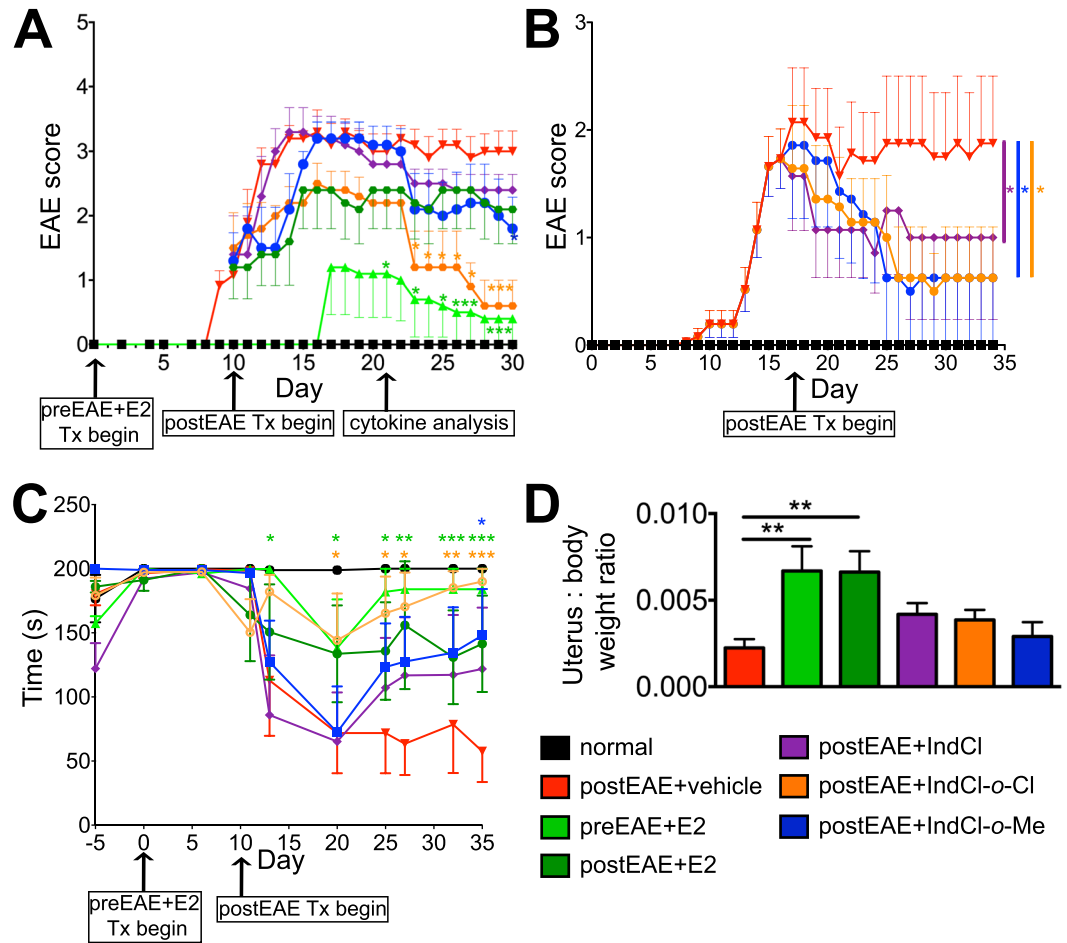 A
EAE score
5
4
3
2
1
0
5
10
15
20
25
30
Day
*
*
*
*
*
*
***
*
*
*
***
***
*
preEAE+E2
Tx begin
postEAE Tx begin
cytokine analysis
B
EAE score
3
2
1
0
0
5
10
15
20
25
30
35
Day
* * *
postEAE Tx begin
C
Time (s)
250
200
150
100
50
0
-5
0
5
10
15
20
25
30
35
Day
*
* * * ** *** ***
* * * ** ***
preEAE+E2
Tx begin
postEAE Tx begin
D
Uterus : body
weight ratio
0.010
0.005
0.000
**
**
normal
postEAE+vehicle
preEAE+E2
postEAE+E2
postEAE+IndCl
postEAE+IndCl-o-Cl
postEAE+IndCl-o-Me